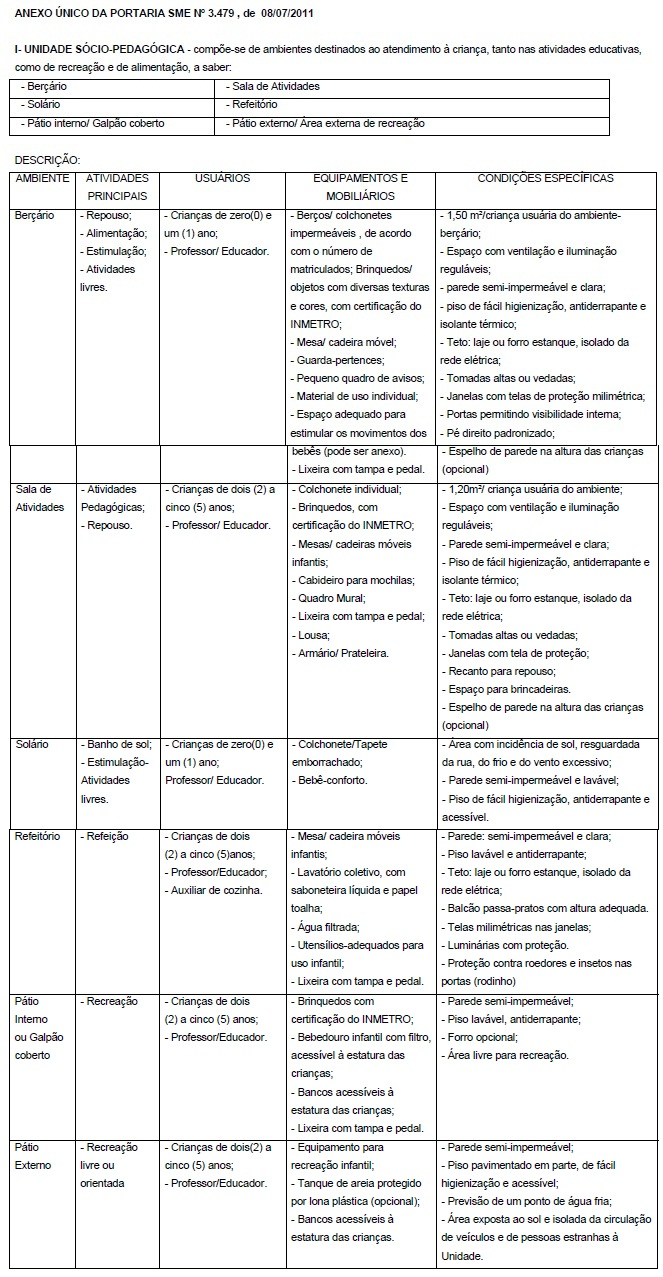 ANEXO ÚNICO DA PORTARIA SME Nº 3.479 , de 08/07/2011
I- UNIDADE SÓCIO-PEDAGÓGICA - compõe-se de ambientes destinados ao atendimento à criança, tanto nas atividades educativas,
como de recreação e de alimentação, a saber:
- Berçário
- Sala de Atividades
- Solário
- Refeitório
- Pátio interno/ Galpão coberto
- Pátio externo/ Área externa de recreação
DESCRIÇÃO:
AMBIENTE
ATIVIDADES
PRINCIPAIS
USUÁRIOS
EQUIPAMENTOS E
MOBILIÁRIOS
CONDIÇÕES ESPECÍFICAS
Berçário
- Repouso;
- Alimentação;
- Estimulação;
- Atividades
livres.
- Crianças de zero(0) e
um (1) ano;
- Professor/ Educador.
- Berços/ colchonetes
impermeáveis , de acordo
com o número de
matriculados; Brinquedos/
objetos com diversas texturas
e cores, com certificação do
INMETRO;
- Mesa/ cadeira móvel;
- Guarda-pertences;
- Pequeno quadro de avisos;
- Material de uso individual;
- Espaço adequado para
estimular os movimentos dos
bebês (pode ser anexo).
- Lixeira com tampa e pedal.
- 1,50 m²/criança usuária do ambiente-
berçário;
- Espaço com ventilação e iluminação
reguláveis;
- parede semi-impermeável e clara;
- piso de fácil higienização, antiderrapante e
isolante térmico;
- Teto: laje ou forro estanque, isolado da
rede elétrica;
- Tomadas altas ou vedadas;
- Janelas com telas de proteção milimétrica;
- Portas permitindo visibilidade interna;
- Pé direito padronizado;
- Espelho de parede na altura das crianças
(opcional)
Sala de
Atividades
- Atividades
Pedagógicas;
- Repouso.
- Crianças de dois (2) a
cinco (5) anos;
- Professor/ Educador.
- Colchonete individual;
- Brinquedos, com
certificação do INMETRO;
- Mesas/ cadeiras móveis
infantis;
- Cabideiro para mochilas;
- Quadro Mural;
- Lixeira com tampa e pedal;
- Lousa;
- Armário/ Prateleira.
- 1,20m²/ criança usuária do ambiente;
- Espaço com ventilação e iluminação
reguláveis;
- Parede semi-impermeável e clara;
- Piso de fácil higienização, antiderrapante e
isolante térmico;
- Teto: laje ou forro estanque, isolado da
rede elétrica;
- Tomadas altas ou vedadas;
- Janelas com tela de proteção;
- Recanto para repouso;
- Espaço para brincadeiras.
- Espelho de parede na altura das crianças
(opcional)
Solário
- Banho de sol;
- Estimulação-
Atividades
livres.
- Crianças de zero(0) e
um (1) ano;
Professor/ Educador.
- Colchonete/Tapete
emborrachado;
- Bebê-conforto.
- Área com incidência de sol, resguardada
da rua, do frio e do vento excessivo;
- Parede semi-impermeável e lavável;
- Piso de fácil higienização, antiderrapante e
acessível.
Refeitório
- Refeição
- Crianças de dois
(2) a cinco (5)anos;
- Professor/Educador;
- Auxiliar de cozinha.
- Mesa/ cadeira móveis
infantis;
- Lavatório coletivo, com
saboneteira líquida e papel
toalha;
- Água filtrada;
- Utensílios-adequados para
uso infantil;
- Lixeira com tampa e pedal.
- Parede: semi-impermeável e clara;
- Piso lavável e antiderrapante;
- Teto: laje ou forro estanque, isolado da
rede elétrica;
- Balcão passa-pratos com altura adequada.
- Telas milimétricas nas janelas;
- Luminárias com proteção.
- Proteção contra roedores e insetos nas
portas (rodinho)
Pátio
Interno
ou Galpão
coberto
- Recreação
- Crianças de dois
(2) a cinco (5) anos;
- Professor/Educador.
- Brinquedos com
certificação do INMETRO;
- Bebedouro infantil com filtro,
acessível à estatura das
crianças;
- Bancos acessíveis à
estatura das crianças;
- Lixeira com tampa e pedal.
- Parede semi-impermeável;
- Piso lavável, antiderrapante;
- Forro opcional;
- Área livre para recreação.
Pátio
Externo
- Recreação
livre ou
orientada
- Crianças de dois(2) a
cinco (5) anos;
- Professor/Educador.
- Equipamento para
recreação infantil;
- Tanque de areia protegido
por lona plástica (opcional);
- Bancos acessíveis à
estatura das crianças.
- Parede semi-impermeável;
- Piso pavimentado em parte, de fácil
higienização e acessível;
- Previsão de um ponto de água fria;
- Área exposta ao sol e isolada da circulação
de veículos e de pessoas estranhas à
Unidade.